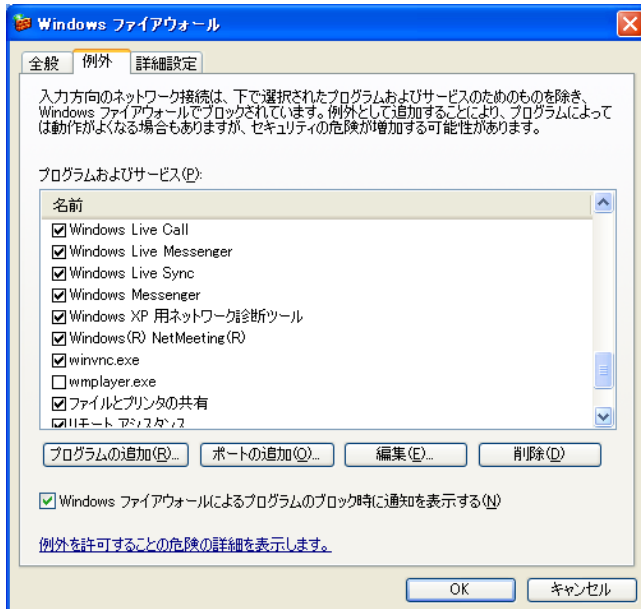 Windows ファイアウォール
全般
例外
詳細設定
入力方向のネットワーク接続は、下で選択されたプログラムおよびサービスのためのものを除き、
Windows ファイアウォールでブロックされています。例外として追加することにより、プログラムによって
は動作がよくなる場合もありますが、セキュリティの危険が増加する可能性があります。
プログラムおよびサービス(P):
名前
Windows Live Call
Windows Live Messenger
Windows Live Sync
Windows Messenger
Windows XP 用ネットワーク診断ツール
Windows(R) NetMeeting(R)
winvnc.exe
wmplayer.exe
ファイルとプリンタの共有
リモート アシスタンス
プログラムの追加(R)... ポートの追加(O)... 編集(E)... 削除(D)
Windows ファイアウォールによるプログラムのブロック時に通知を表示する(N)
例外を許可することの危険の詳細を表示します。
OK キャンセル